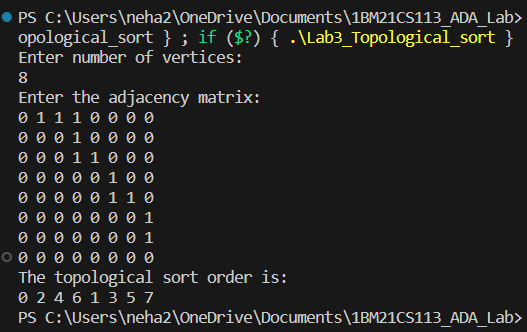 PS C:\Users\neha2\OneDrive\Documents\1BM21CS113_ADA_Lab>
opological_sort } ; if ($?) { .\Lab3_Topological_sort }
Enter number of vertices:
8
Enter the adjacency matrix:
0 1 1 1 0 0 0 0
0 0 0 1 0 0 0 0
0 0 0 1 1 0 0 0
0 0 0 0 0 1 0 0
0 0 0 0 0 1 1 0
0 0 0 0 0 0 0 1
0 0 0 0 0 0 0 1
0 0 0 0 0 0 0 0
The topological sort order is:
0 2 4 6 1 3 5 7
PS C:\Users\neha2\OneDrive\Documents\1BM21CS113_ADA_Lab>